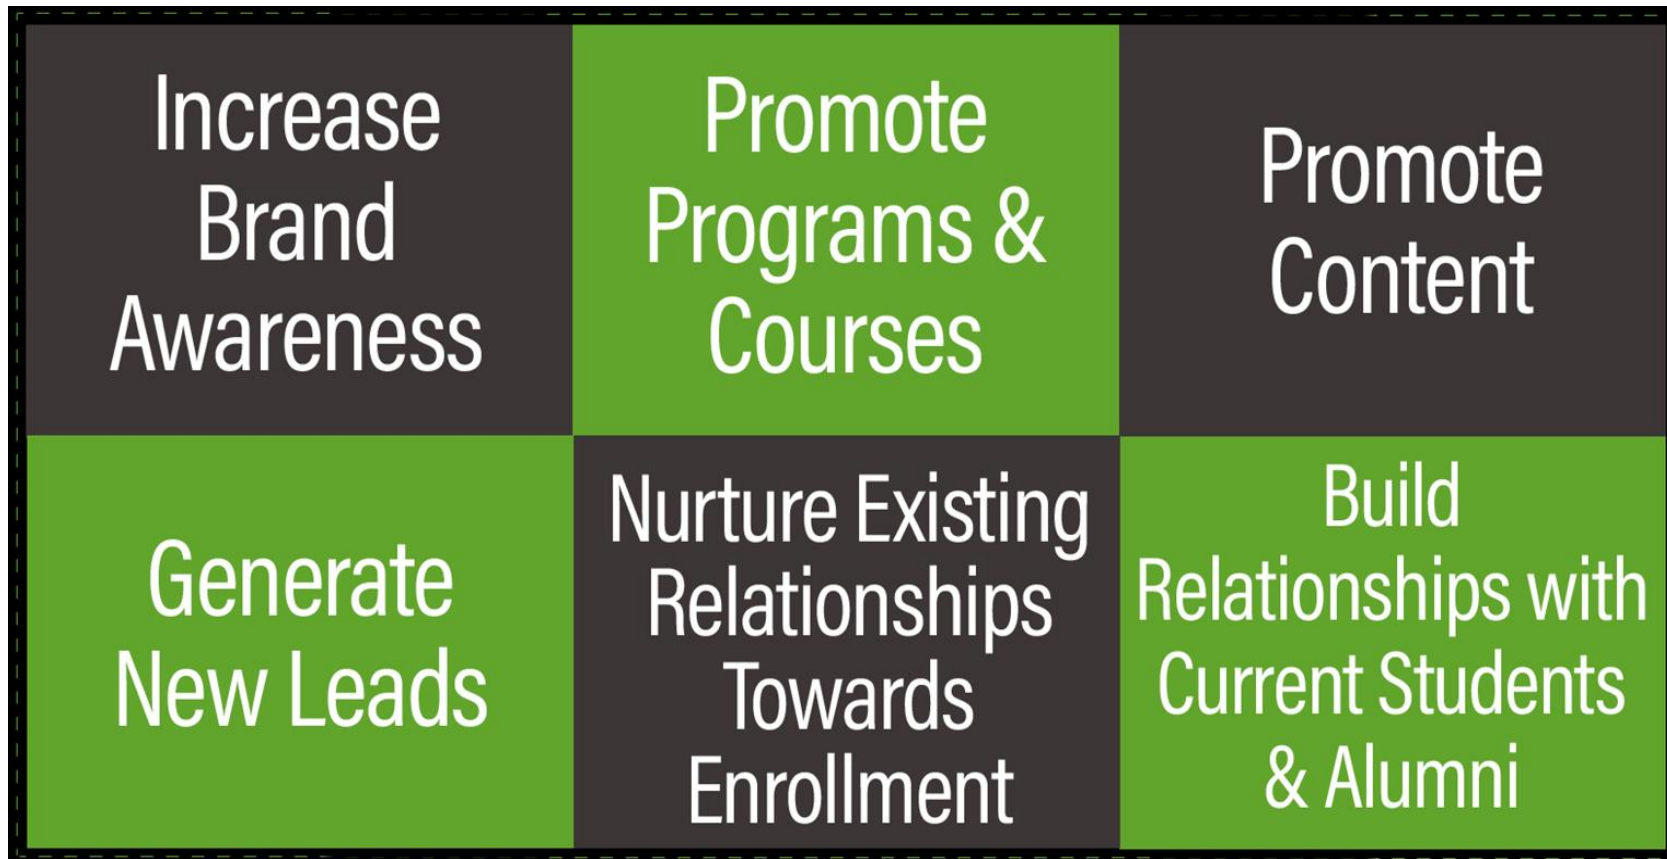 Increase
Brand
Awareness
Promote
Programs &
Courses
Promote
Content
Generate
New Leads
Nurture Existing
Relationships
Towards
Enrollment
Build
Relationships with
Current Students
& Alumni